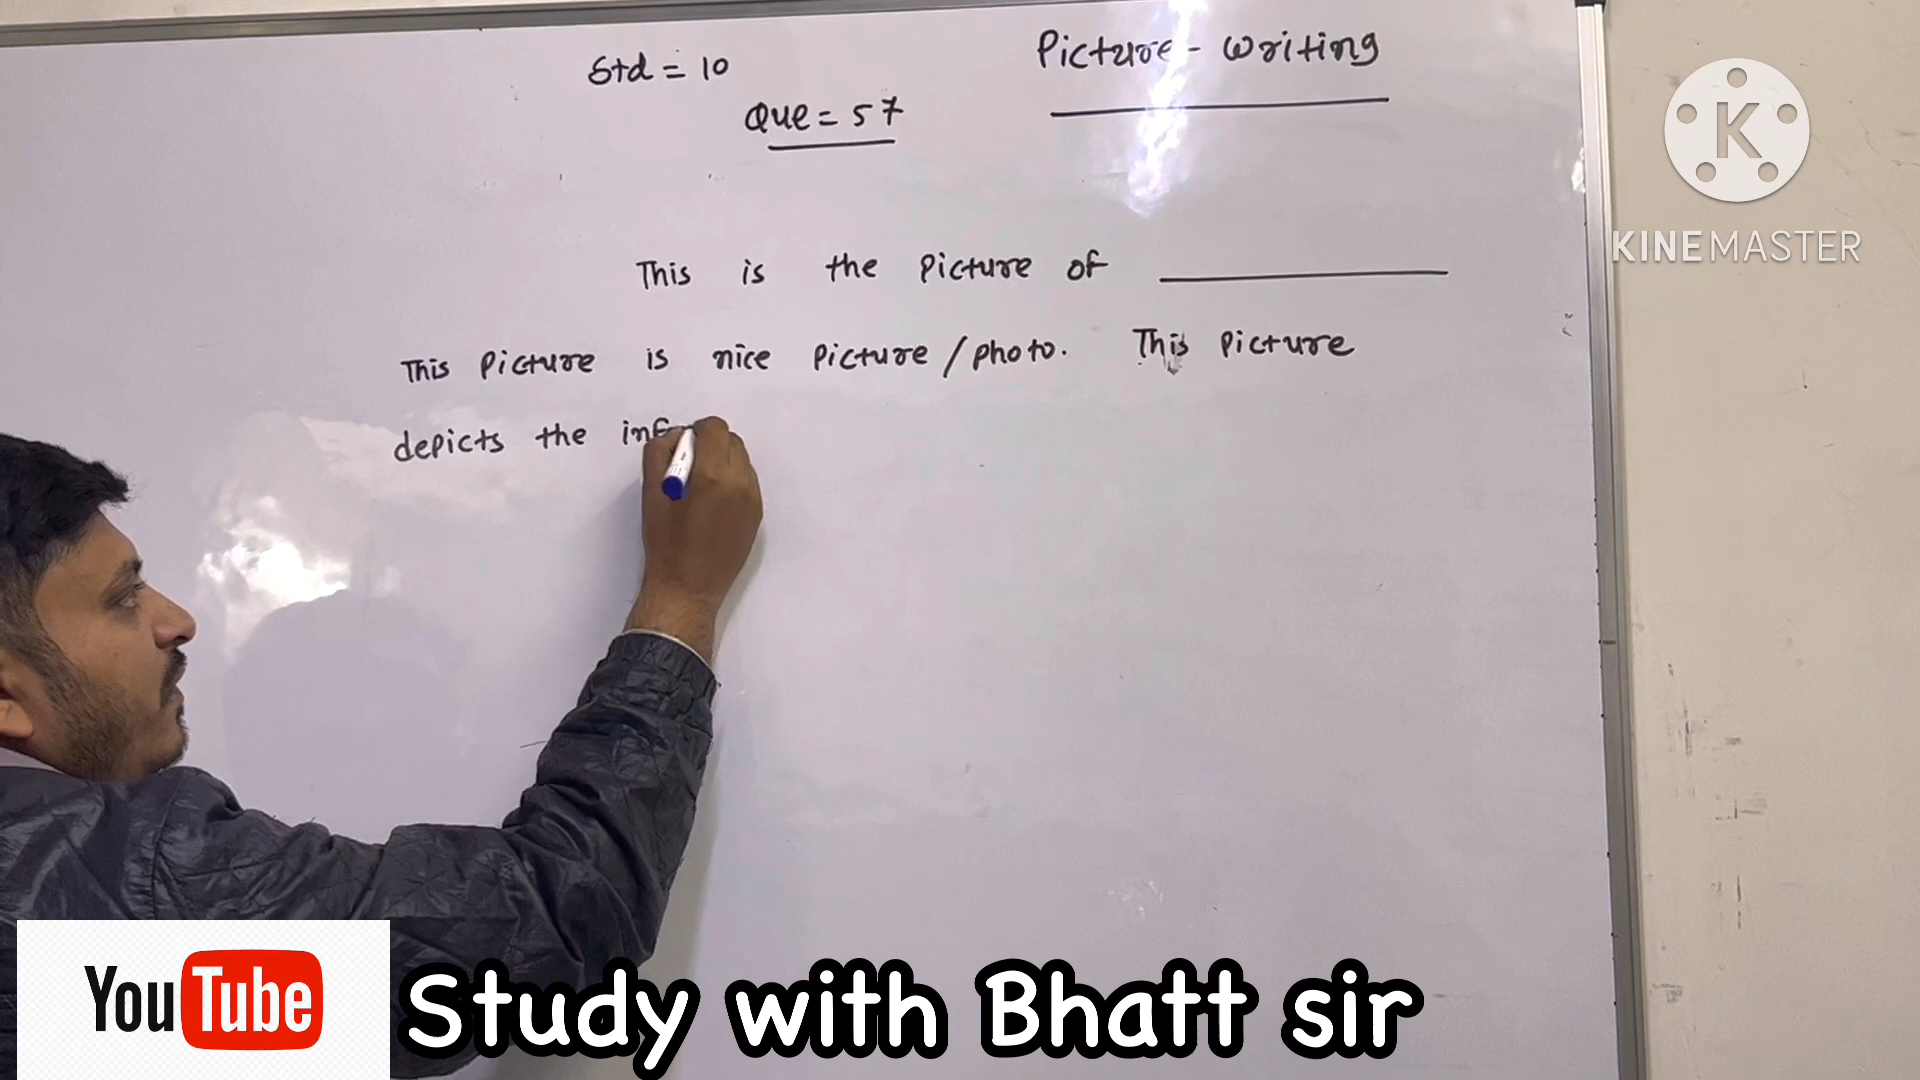 Std = 10
Picture - writing
Que = 57
This is the picture of
This picture is nice picture / photo. This picture
depicts the inf
K
KINEMASTER
YouTube
Study with Bhatt sir